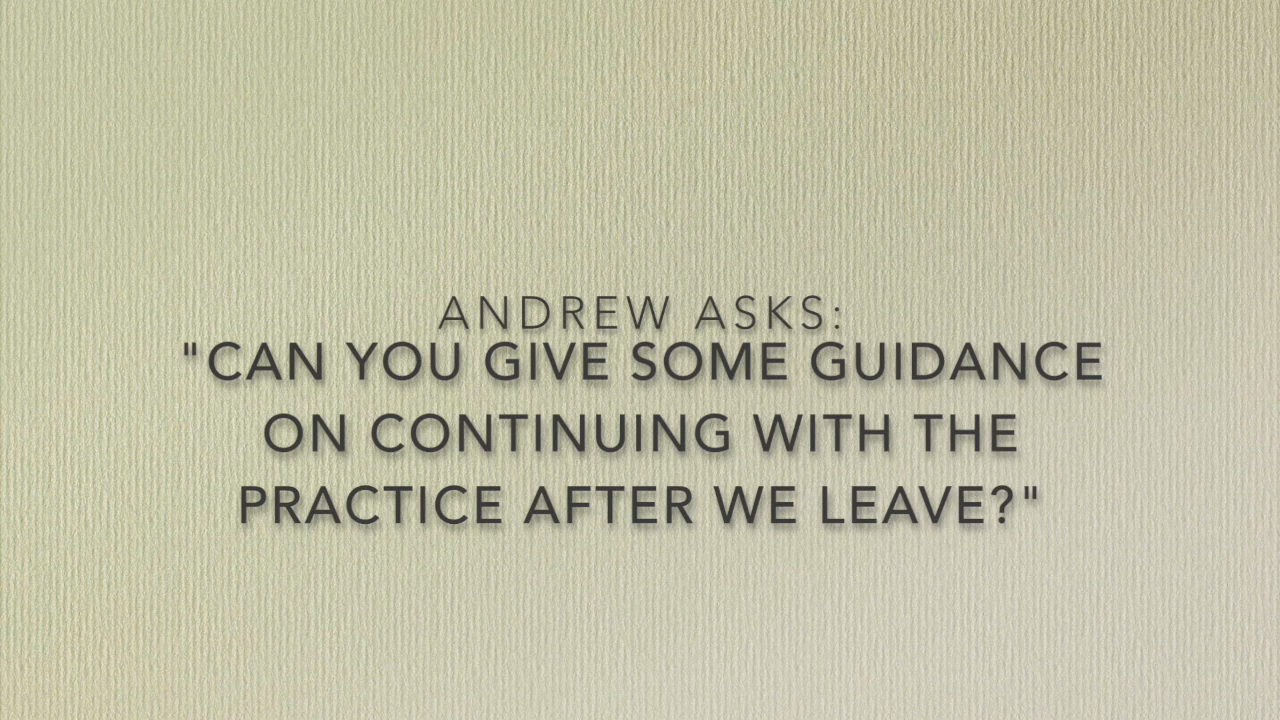 ANDREW ASKS:
"CAN YOU GIVE SOME GUIDANCE
ON CONTINUING WITH THE
PRACTICE AFTER WE LEAVE?"